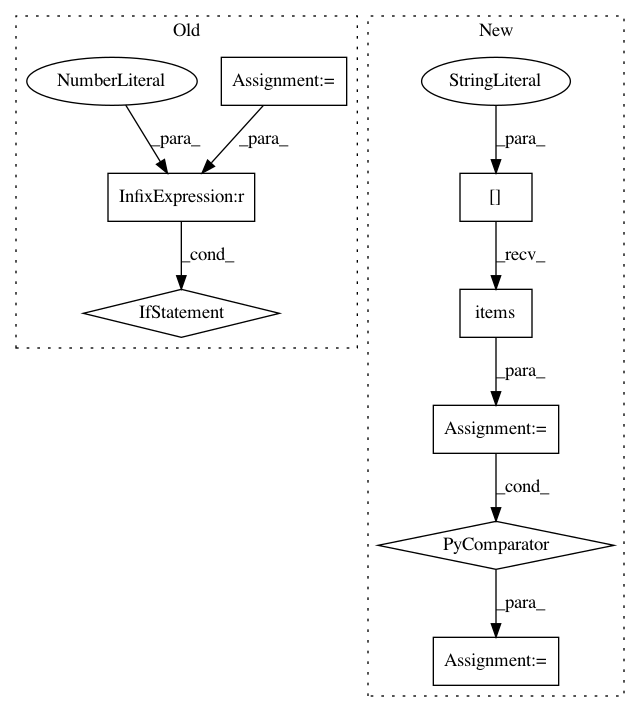 Old
NumberLiteral
Assignment:=
_para_
_para_
InfixExpression:r
_cond_
IfStatement
New
StringLiteral
_para_
[]
_recv_
items
_para_
Assignment:=
_cond_
PyComparator
_para_
Assignment:=